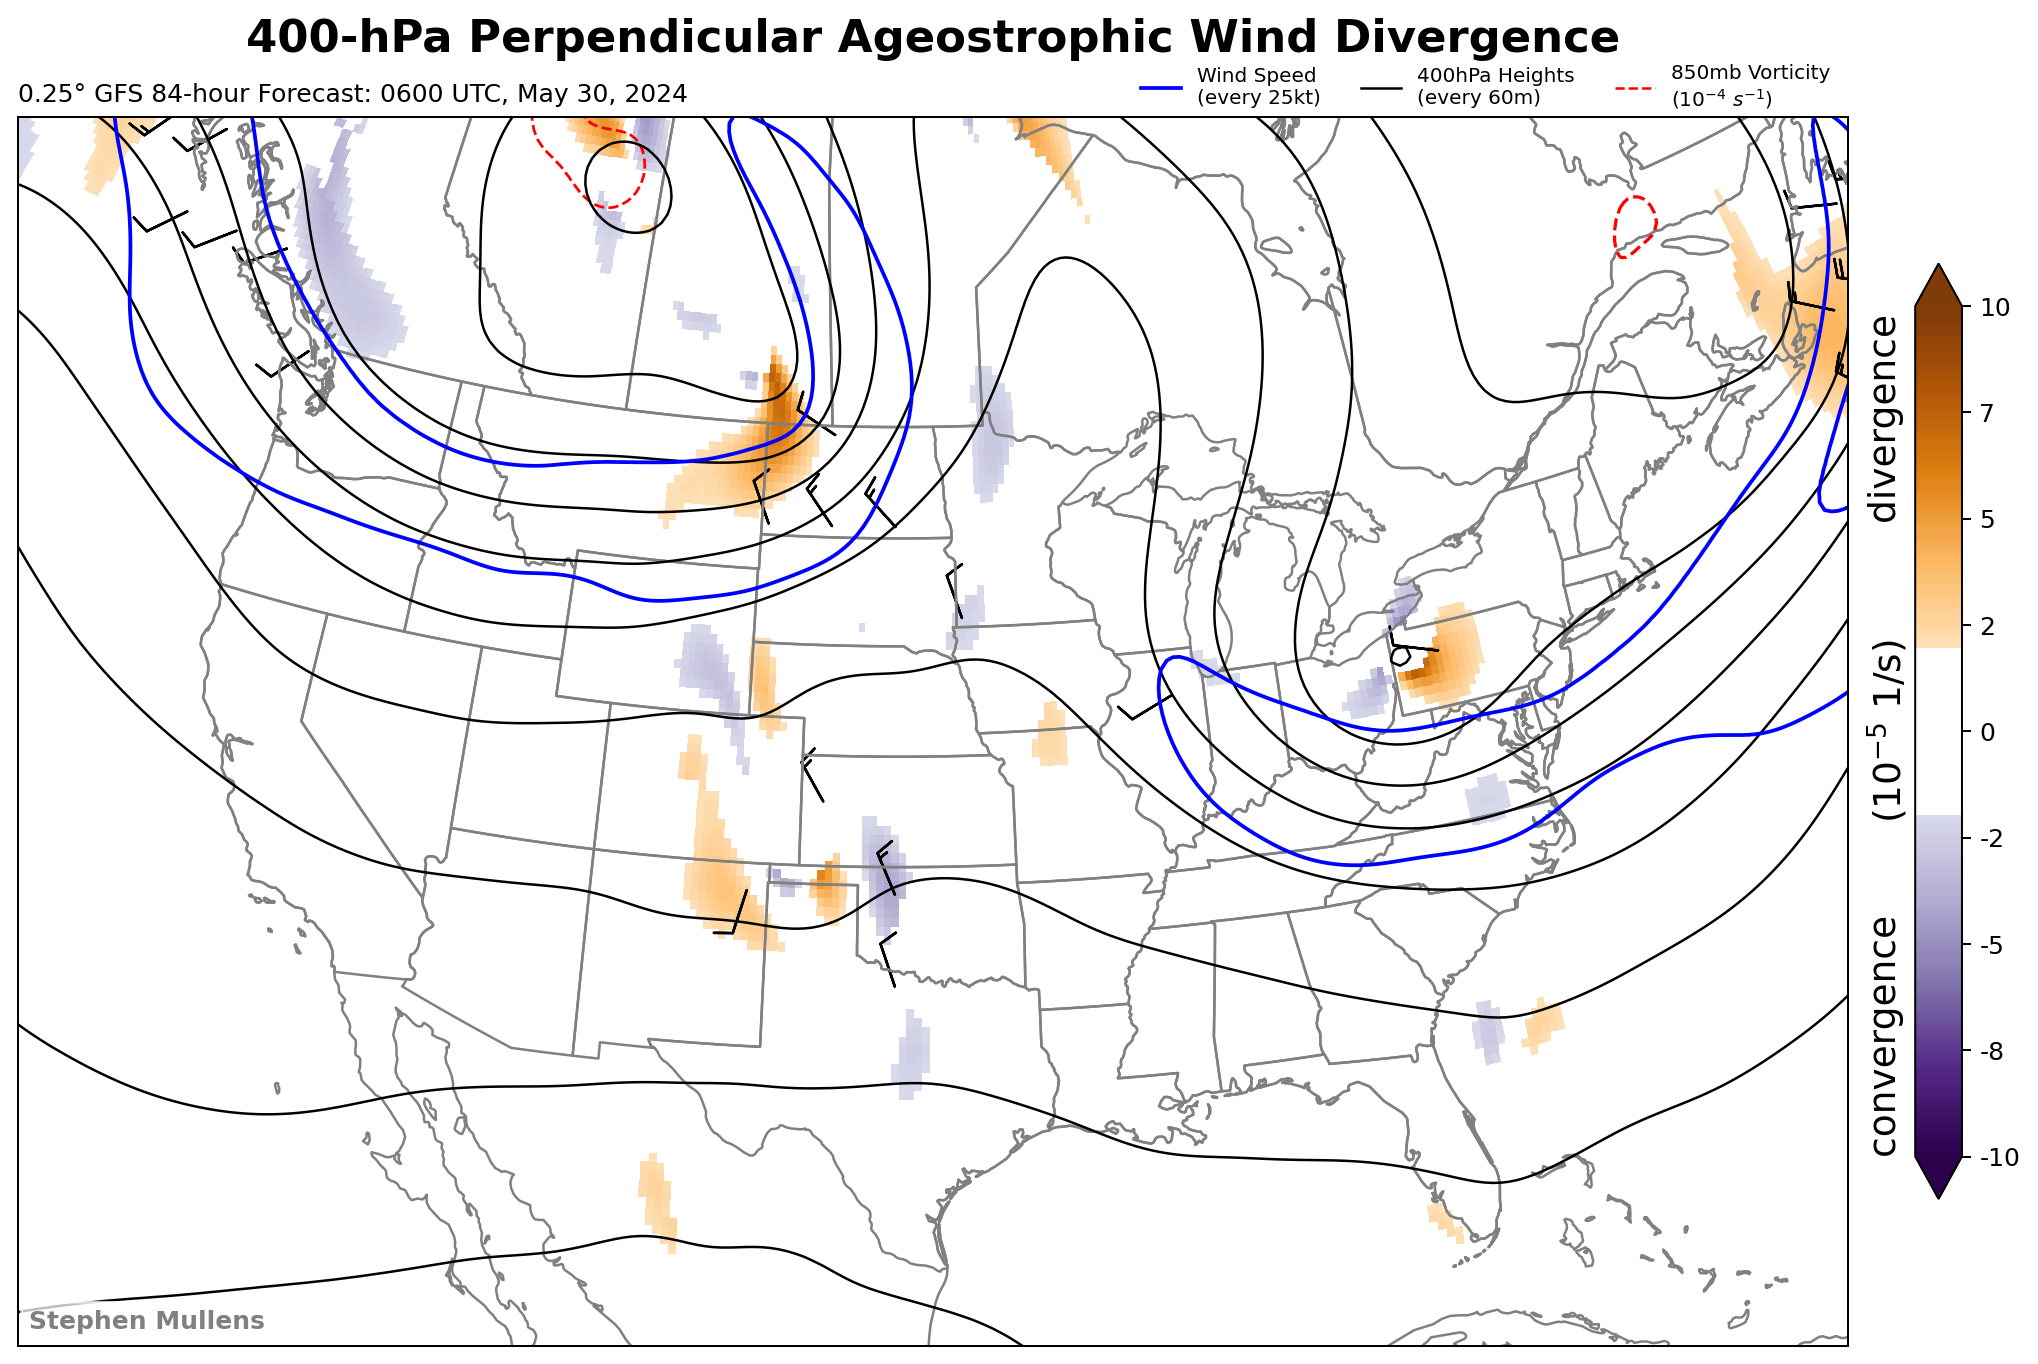 400-hPa Perpendicular Ageostrophic Wind Divergence
0.25° GFS 84-hour Forecast: 0600 UTC, May 30, 2024
Wind Speed
(every 25kt)
400hPa Heights
(every 60m)
850mb Vorticity
(10⁻⁴ s⁻¹)
10
7
5
2
0
-2
-5
-8
-10
convergence (10⁻⁵ 1/s) divergence
Stephen Mullens